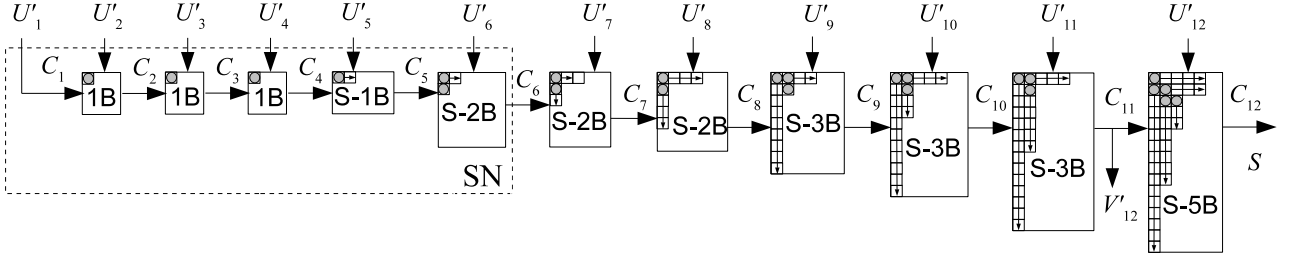 U′1 U′2 U′3 U′4 U′5 U′6 U′7 U′8 U′9 U′10 U′11 U′12
C1 C2 C3 C4 C5 C6 C7 C8 C9 C10 C11 C12
1B 1B 1B S-1B S-2B S-2B S-2B S-3B S-3B S-3B S-5B
SN S
V′12